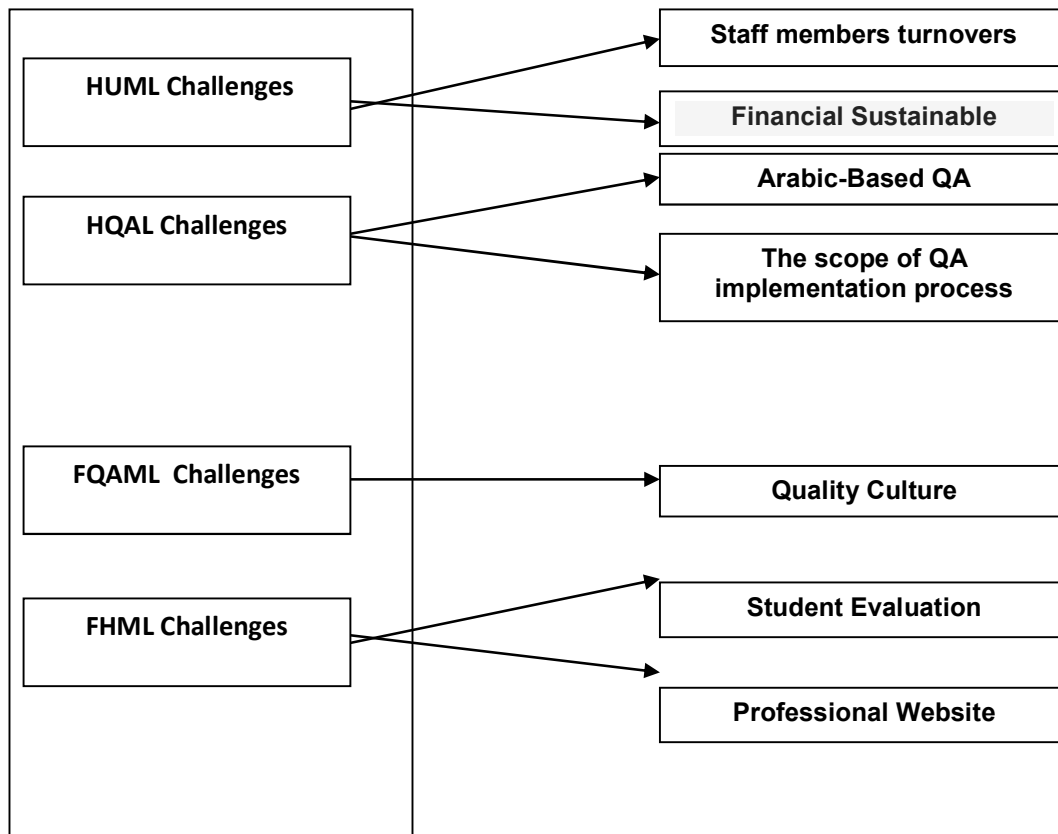 HUML Challenges
Staff members turnovers
Financial Sustainable
HQAL Challenges
Arabic-Based QA
The scope of QA
implementation process
FQAML  Challenges
Quality Culture
FHML Challenges
Student Evaluation
Professional Website